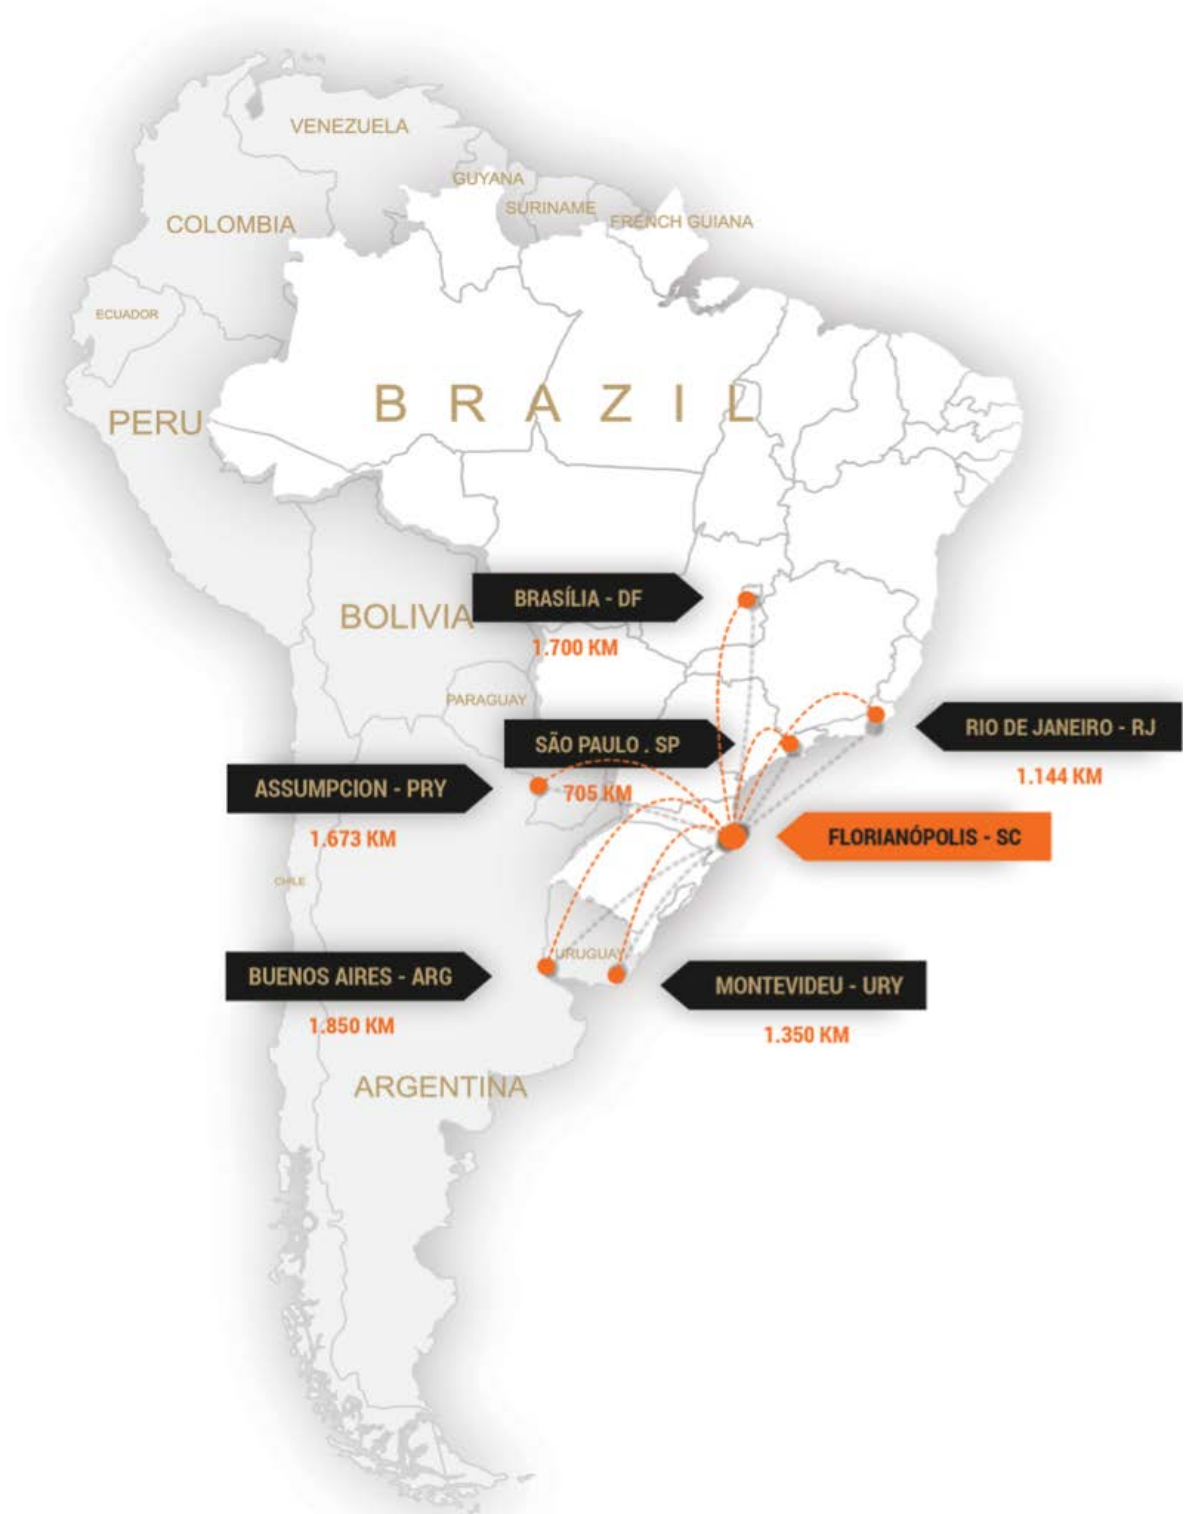 VENEZUELA
GUYANA
SURINAME
FRENCH GUIANA
COLOMBIA
ECUADOR
BRAZIL
PERU
BRASÍLIA - DF
1.700 KM
BOLIVIA
PARAGUAY
RIO DE JANEIRO - RJ
1.144 KM
SÃO PAULO . SP
705 KM
ASSUMPCION - PRY
1.673 KM
FLORIANÓPOLIS - SC
CHILE
URUGUAY
BUENOS AIRES - ARG
1.850 KM
MONTEVIDEU - URY
1.350 KM
ARGENTINA